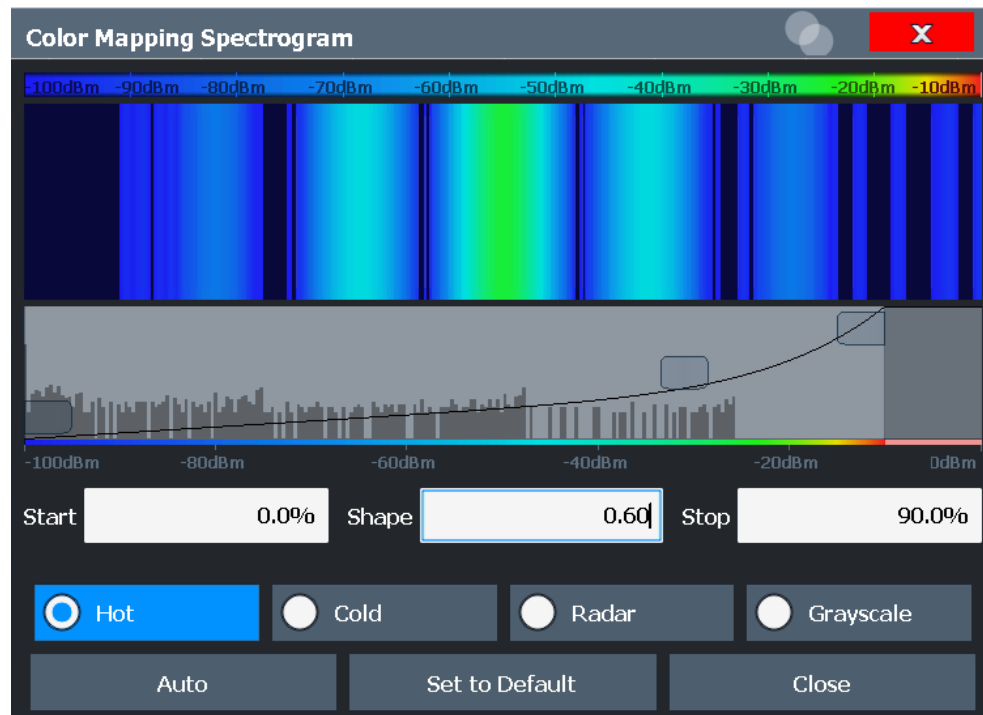 Color Mapping Spectrogram X
-100dBm -90dBm -80dBm -70dBm -60dBm -50dBm -40dBm -30dBm -20dBm -10dBm
-100dBm -80dBm -60dBm -40dBm -20dBm 0dBm
Start 0.0% Shape 0.60 Stop 90.0%
Hot Cold Radar Grayscale
Auto Set to Default Close